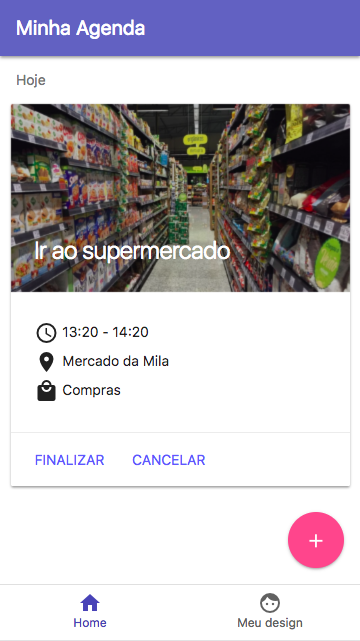 Minha Agenda
Hoje
Ir ao supermercado
13:20 - 14:20
Mercado da Mila
Compras
FINALIZAR CANCELAR
+
Home Meu design